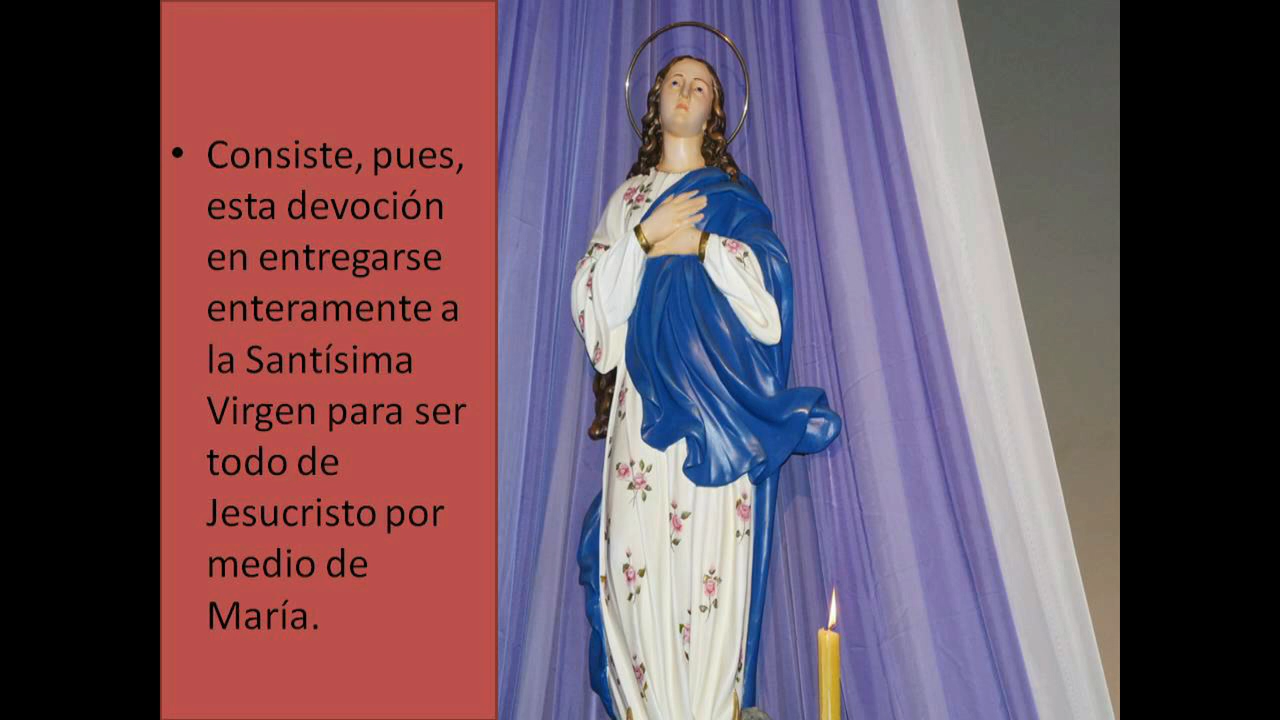 • Consiste, pues,
esta devoción
en entregarse
enteramente a
la Santísima
Virgen para ser
todo de
Jesucristo por
medio de
María.